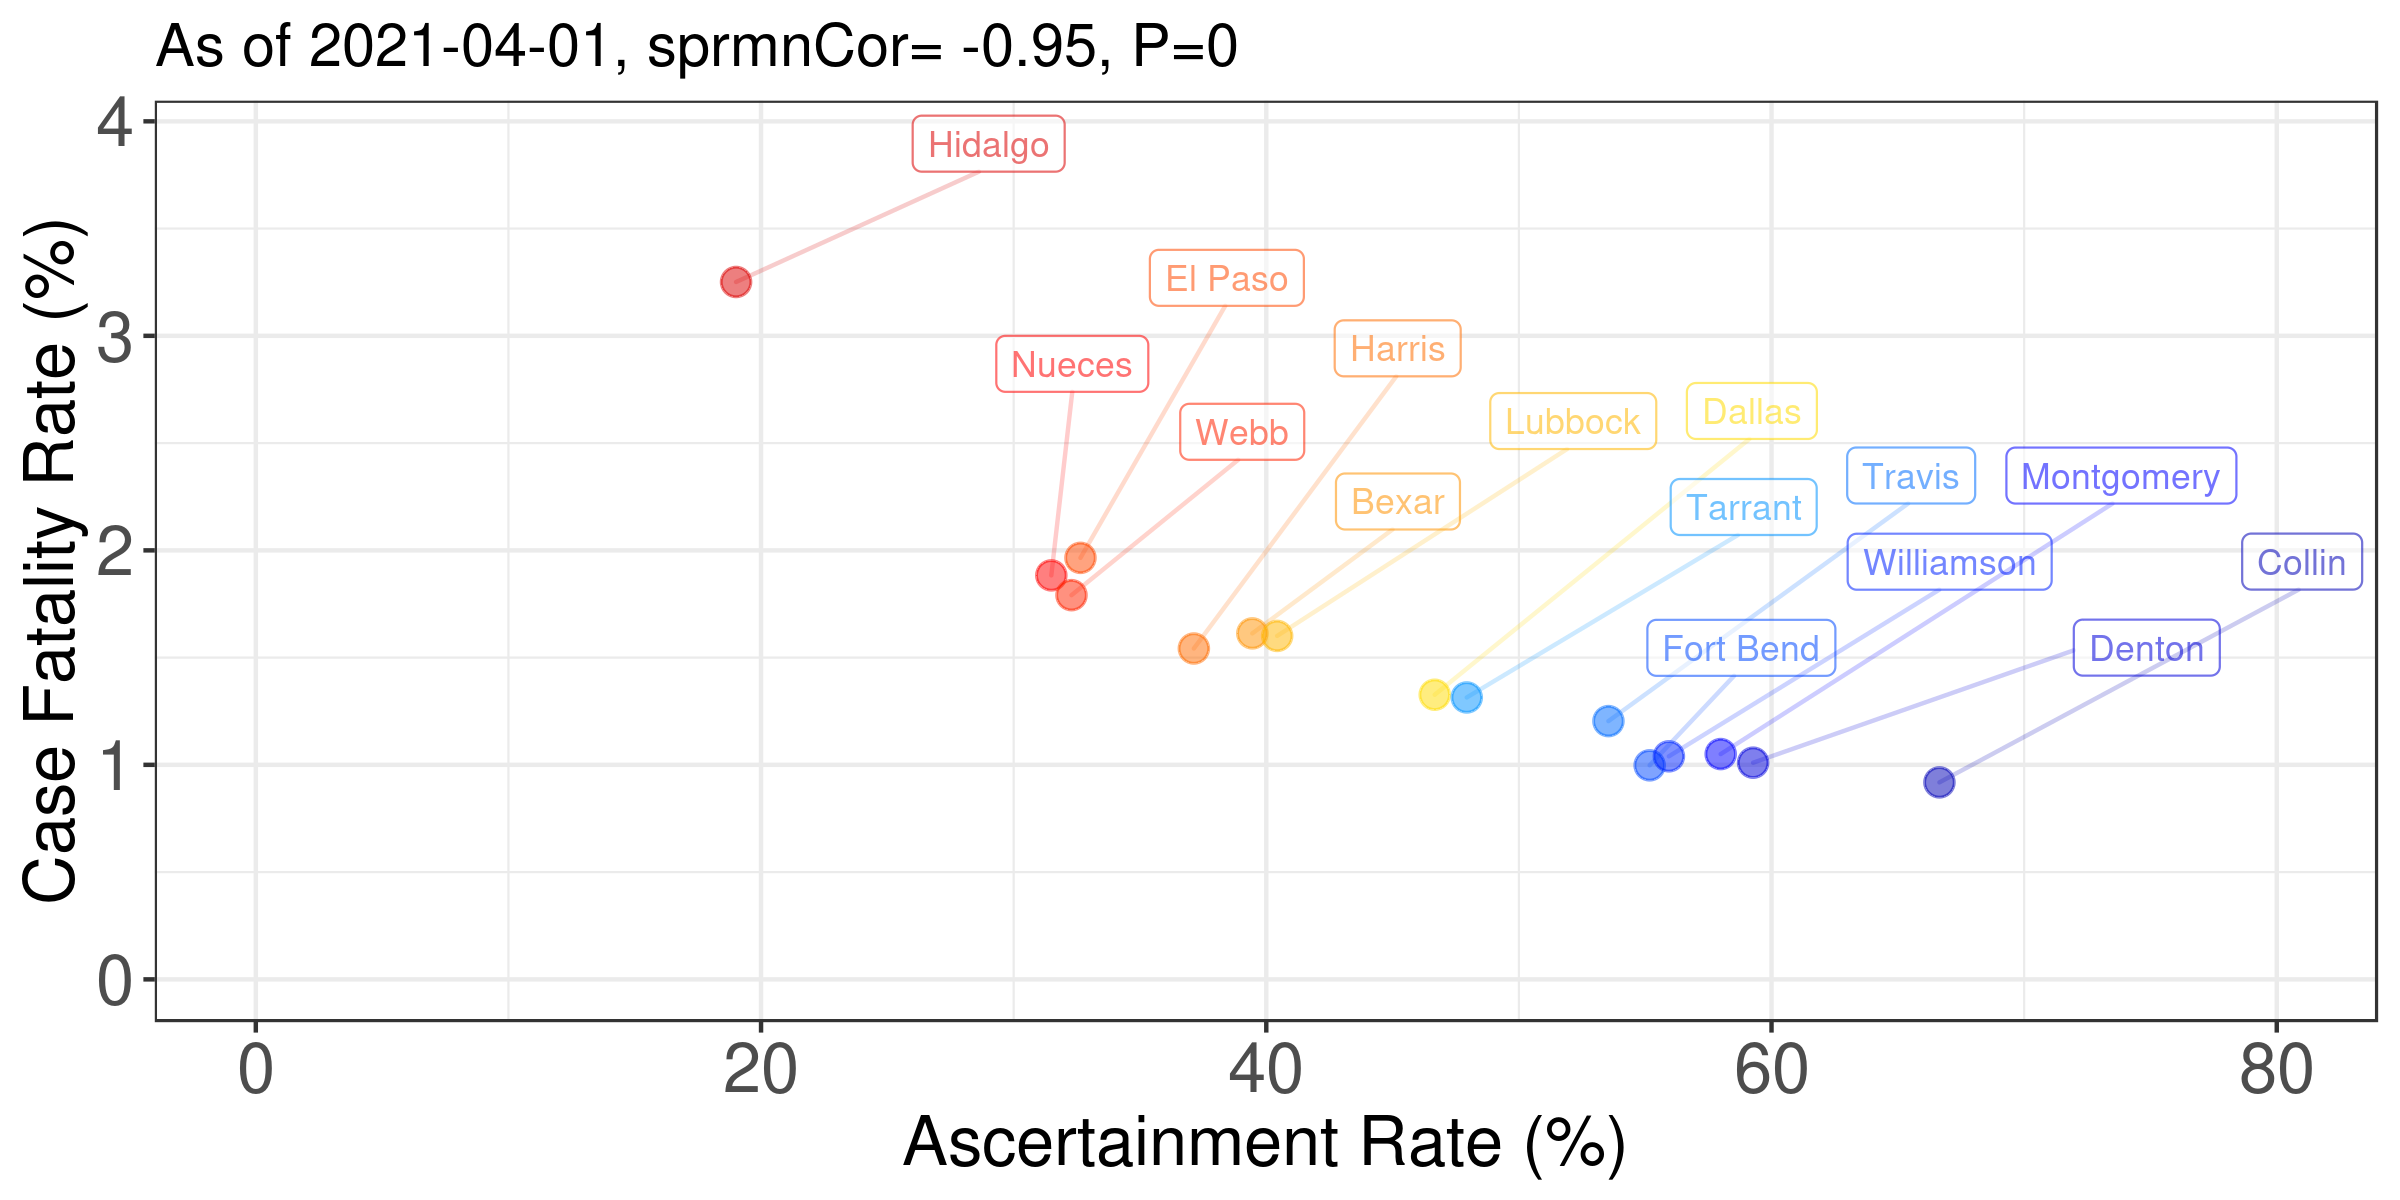 As of 2021-04-01, sprmnCor= -0.95, P=0
4
3
2
1
0
Case Fatality Rate (%)
Hidalgo
El Paso
Nueces
Harris
Webb
Lubbock
Dallas
Bexar
Tarrant
Travis
Montgomery
Williamson
Collin
Fort Bend
Denton
0 20 40 60 80
Ascertainment Rate (%)